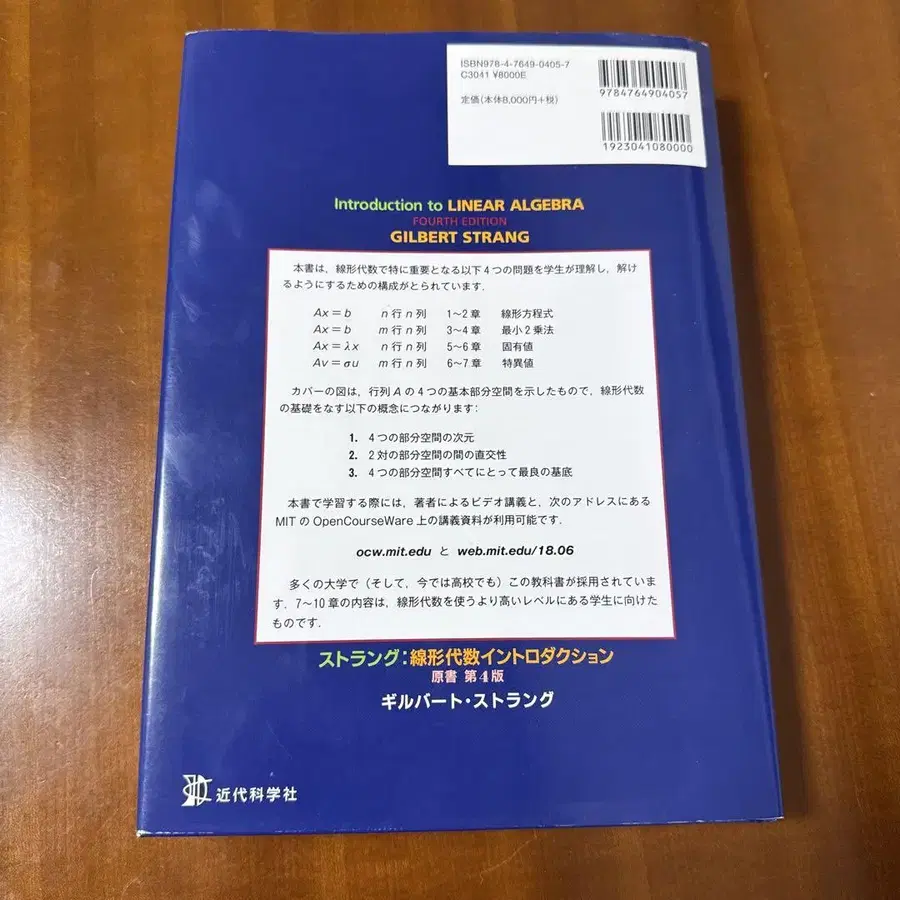 ISBN978-4-7649-0405-7
C3041 ¥8000E
定価(本体8,000円+税)
9784764904057
1923041080000
Introduction to LINEAR ALGEBRA
FOURTH EDITION
GILBERT STRANG
本書は，線形代数で特に重要となる以下4つの問題を学生が理解し，解け
るようにするための構成がとられています．
Ax = b n 行 n 列 1〜2 章 線形方程式
Ax = b m 行 n 列 3〜4 章 最小2乗法
Ax = λx n 行 n 列 5〜6 章 固有値
Av = σu m 行 n 列 6〜7 章 特異値
カバーの図は，行列 A の4つの基本部分空間を示したもので，線形代数
の基礎をなす以下の概念につながります：
1. 4つの部分空間の次元
2. 2対の部分空間の間の直交性
3. 4つの部分空間すべてにとって最良の基底
本書で学習する際には，著者によるビデオ講義と，次のアドレスにある
MIT の OpenCourseWare 上の講義資料が利用可能です．
ocw.mit.edu と web.mit.edu/18.06
多くの大学で（そして，今では高校でも）この教科書が採用されていま
す．7〜10章の内容は，線形代数を使うより高いレベルにある学生に向けた
ものです．
ストラング：線形代数イントロダクション
原書 第4版
ギルバート・ストラング
近代科学社